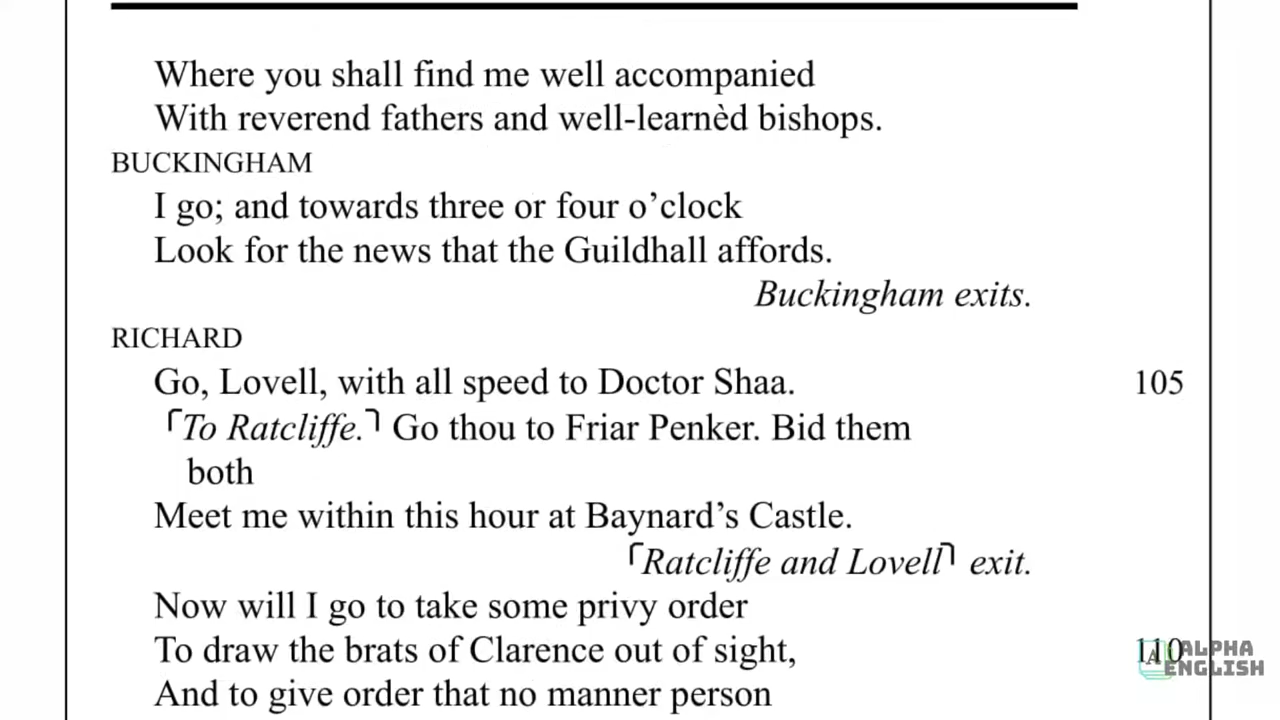 Where you shall find me well accompanied
With reverend fathers and well-learnèd bishops.
BUCKINGHAM
I go; and towards three or four o’clock
Look for the news that the Guildhall affords.
Buckingham exits.
RICHARD
Go, Lovell, with all speed to Doctor Shaa. 105
⌜To Ratcliffe.⌝ Go thou to Friar Penker. Bid them
both
Meet me within this hour at Baynard’s Castle.
⌜Ratcliffe and Lovell⌝ exit.
Now will I go to take some privy order
To draw the brats of Clarence out of sight, 110
And to give order that no manner person
A ALPHA
ENGLISH